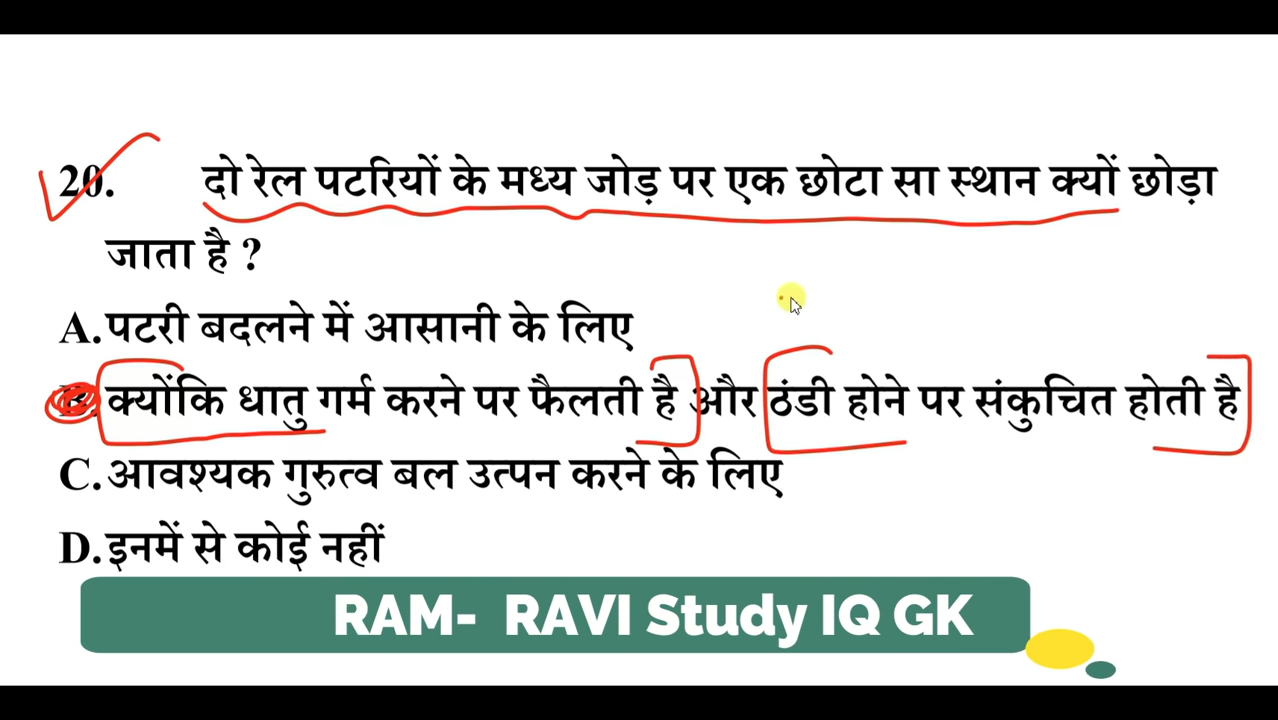 20. दो रेल पटरियों के मध्य जोड़ पर एक छोटा सा स्थान क्यों छोड़ा
जाता है ?
A. पटरी बदलने में आसानी के लिए
B. क्योंकि धातु गर्म करने पर फैलती है और ठंडी होने पर संकुचित होती है
C. आवश्यक गुरुत्व बल उत्पन करने के लिए
D. इनमें से कोई नहीं
RAM- RAVI Study IQ GK